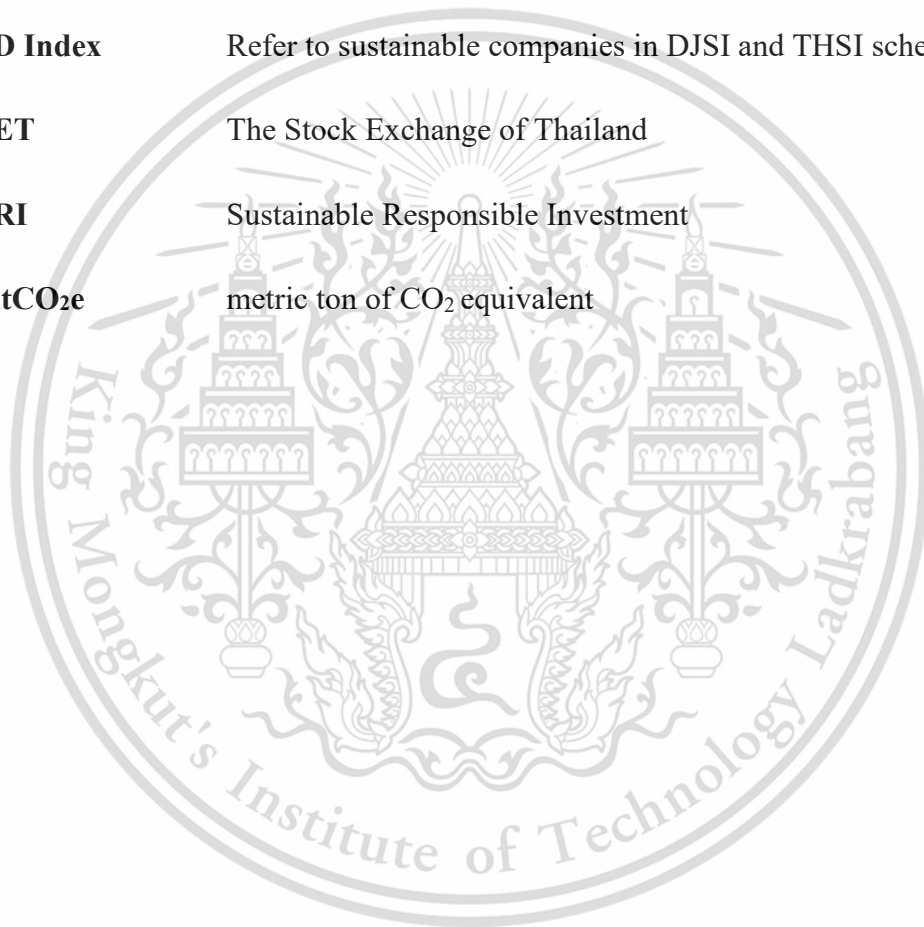 D Index Refer to sustainable companies in DJSI and THSI sche
ET The Stock Exchange of Thailand
RI Sustainable Responsible Investment
tCO₂e metric ton of CO₂ equivalent
King Mongkut's Institute of Technology Ladkrabang